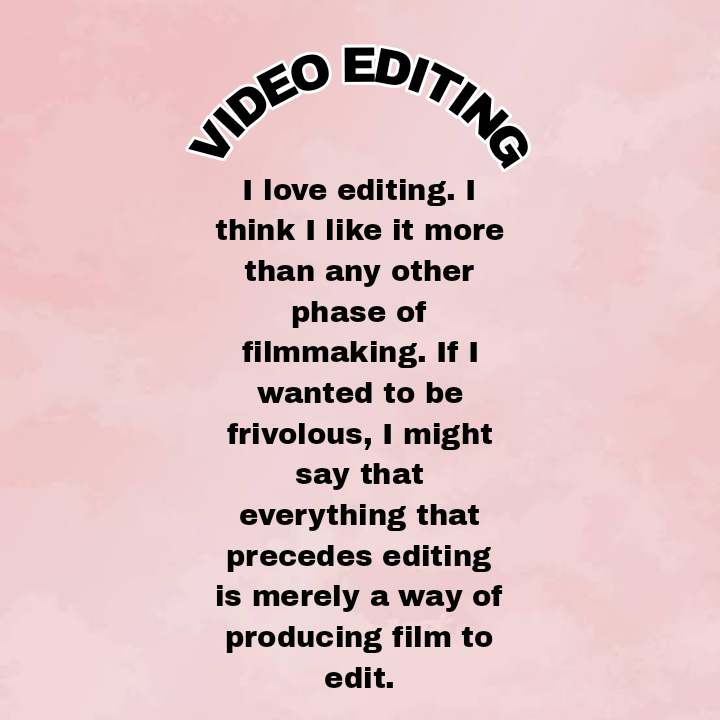 VIDEO EDITING
I love editing. I
think I like it more
than any other
phase of
filmmaking. If I
wanted to be
frivolous, I might
say that
everything that
precedes editing
is merely a way of
producing film to
edit.